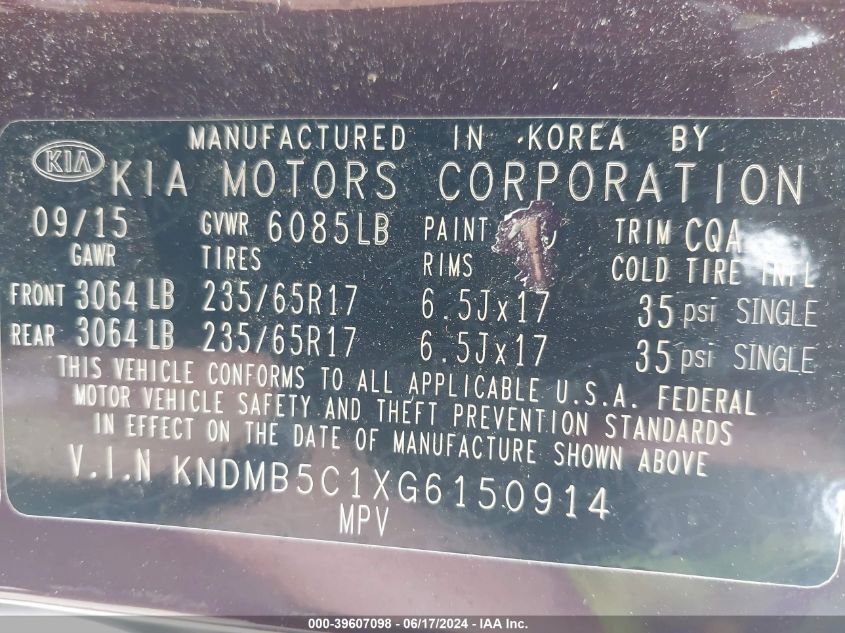 MANUFACTURED IN KOREA BY
KIA
KIA MOTORS CORPORATION
09/15 GVWR 6085LB PAINT TRIM CQA
GAWR TIRES RIMS COLD TIRE INFL
FRONT 3064 LB 235/65R17 6.5Jx17 35 psi SINGLE
REAR 3064 LB 235/65R17 6.5Jx17 35 psi SINGLE
THIS VEHICLE CONFORMS TO ALL APPLICABLE U.S.A. FEDERAL
MOTOR VEHICLE SAFETY AND THEFT PREVENTION STANDARDS
IN EFFECT ON THE DATE OF MANUFACTURE SHOWN ABOVE
V.I.N KNDMB5C1XG6150914
MPV
000-39607098 - 06/17/2024 - IAA Inc.